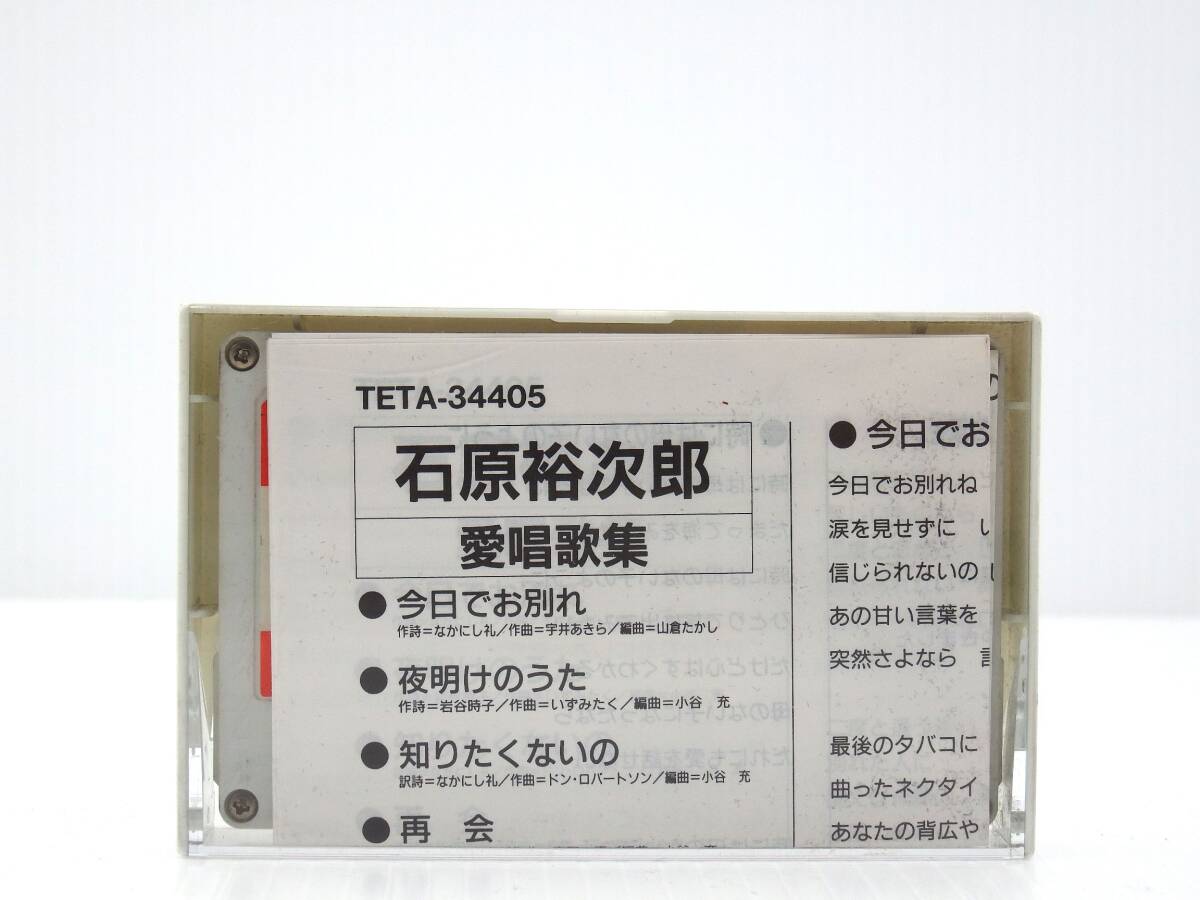 TETA-34405
石原裕次郎
愛唱歌集
● 今日でお別れ
作詩=なかにし礼／作曲=宇井あきら／編曲=山倉たかし
● 夜明けのうた
作詩=岩谷時子／作曲=いずみたく／編曲=小谷　充
● 知りたくないの
訳詩=なかにし礼／作曲=ドン・ロバートソン／編曲=小谷　充
● 再　会
● 今日でお
今日でお別れね
涙を見せずに　い
信じられないの
あの甘い言葉を
突然さよなら　言
最後のタバコに
曲ったネクタイ
あなたの背広や